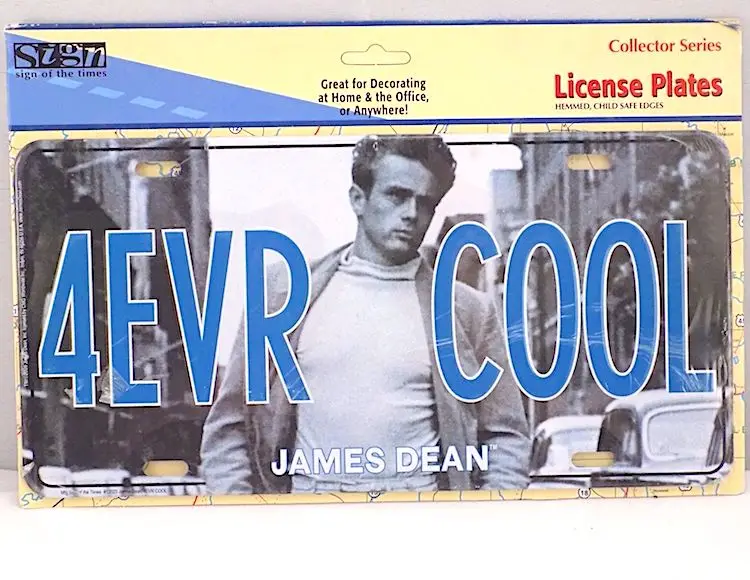 Sign
sign of the times
Great for Decorating
at Home & the Office,
or Anywhere!
Collector Series
License Plates
HEMMED, CHILD SAFE EDGES
4EVR COOL
JAMES DEAN™
18